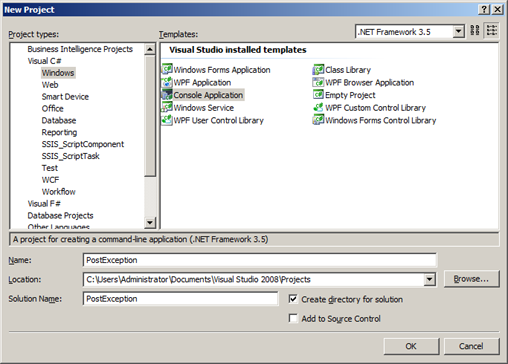 New Project
Project types:
Templates:
.NET Framework 3.5
Business Intelligence Projects
Visual C#
Windows
Web
Smart Device
Office
Database
Reporting
SSIS_ScriptComponent
SSIS_ScriptTask
Test
WCF
Workflow
Visual F#
Database Projects
Other Languages
Visual Studio installed templates
Windows Forms Application
Class Library
WPF Application
WPF Browser Application
Console Application
Empty Project
Windows Service
WPF Custom Control Library
WPF User Control Library
Windows Forms Control Library
A project for creating a command-line application (.NET Framework 3.5)
Name:
PostException
Location:
C:\Users\Administrator\Documents\Visual Studio 2008\Projects
Browse...
Solution Name:
PostException
Create directory for solution
Add to Source Control
OK
Cancel